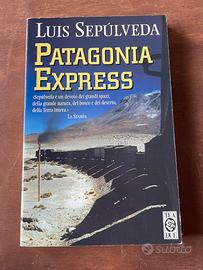 LUIS SEPÚLVEDA
PATAGONIA
EXPRESS
«Sepúlveda è un devoto dei grandi spazi,
della grande natura, del bosco e del deserto,
della Terra intera.»
LA STAMPA
TEA
DUE
subito